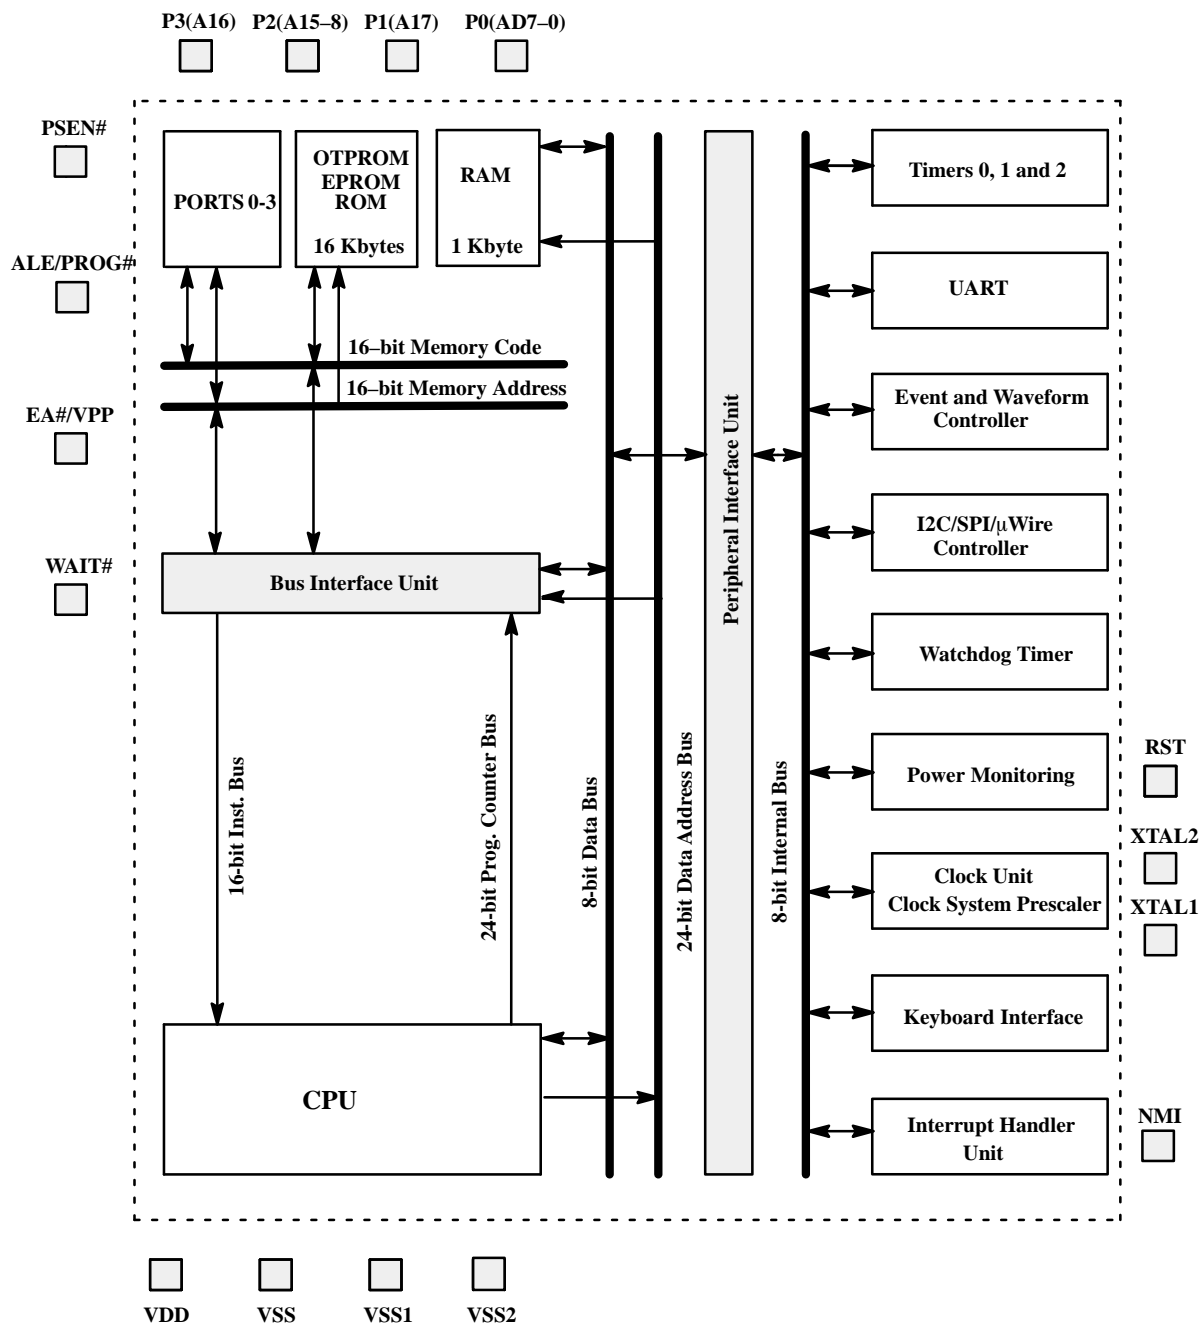 P3(A16) P2(A15–8) P1(A17) P0(AD7–0)
PSEN#
ALE/PROG#
EA#/VPP
WAIT#
PORTS 0-3
OTPROM
EPROM
ROM
16 Kbytes
RAM
1 Kbyte
16–bit Memory Code
16–bit Memory Address
Bus Interface Unit
16-bit Inst. Bus
24-bit Prog. Counter Bus
8-bit Data Bus
24-bit Data Address Bus
Peripheral Interface Unit
8-bit Internal Bus
CPU
Timers 0, 1 and 2
UART
Event and Waveform
Controller
I2C/SPI/μWire
Controller
Watchdog Timer
Power Monitoring
Clock Unit
Clock System Prescaler
Keyboard Interface
Interrupt Handler
Unit
RST
XTAL2
XTAL1
NMI
VDD VSS VSS1 VSS2